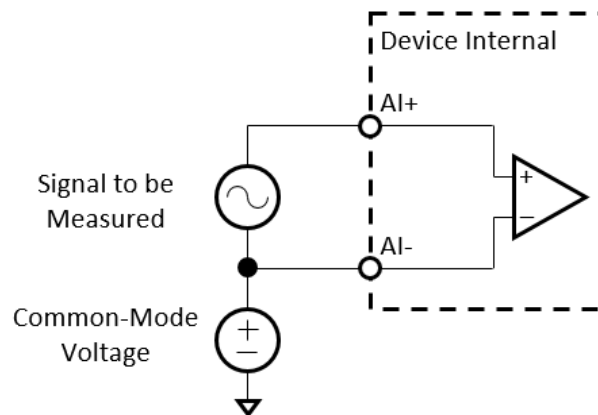 Device Internal
AI+
Signal to be
Measured
+
−
AI-
Common-Mode
Voltage
+
−